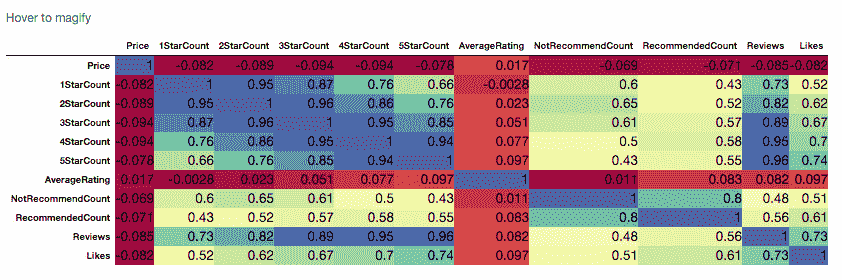 Hover to magify
Price 1StarCount 2StarCount 3StarCount 4StarCount 5StarCount AverageRating NotRecommendCount RecommendedCount Reviews Likes
Price 1 -0.082 -0.089 -0.094 -0.094 -0.078 0.017 -0.069 -0.071 -0.085 -0.082
1StarCount -0.082 1 0.95 0.87 0.76 0.66 -0.0028 0.6 0.43 0.73 0.52
2StarCount -0.089 0.95 1 0.96 0.86 0.76 0.023 0.65 0.52 0.82 0.62
3StarCount -0.094 0.87 0.96 1 0.95 0.85 0.051 0.61 0.57 0.89 0.67
4StarCount -0.094 0.76 0.86 0.95 1 0.94 0.077 0.5 0.58 0.95 0.7
5StarCount -0.078 0.66 0.76 0.85 0.94 1 0.097 0.43 0.55 0.96 0.74
AverageRating 0.017 -0.0028 0.023 0.051 0.077 0.097 1 0.011 0.083 0.082 0.097
NotRecommendCount -0.069 0.6 0.65 0.61 0.5 0.43 0.011 1 0.8 0.48 0.51
RecommendedCount -0.071 0.43 0.52 0.57 0.58 0.55 0.083 0.8 1 0.56 0.61
Reviews -0.085 0.73 0.82 0.89 0.95 0.96 0.082 0.48 0.56 1 0.73
Likes -0.082 0.52 0.62 0.67 0.7 0.74 0.097 0.51 0.61 0.73 1